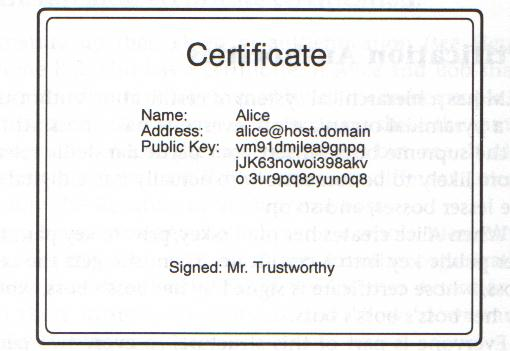 Certificate
Name: Alice
Address: alice@host.domain
Public Key: vm91dmjlea9gnpq
jJK63nowoi398akv
o 3ur9pq82yun0q8
Signed: Mr. Trustworthy